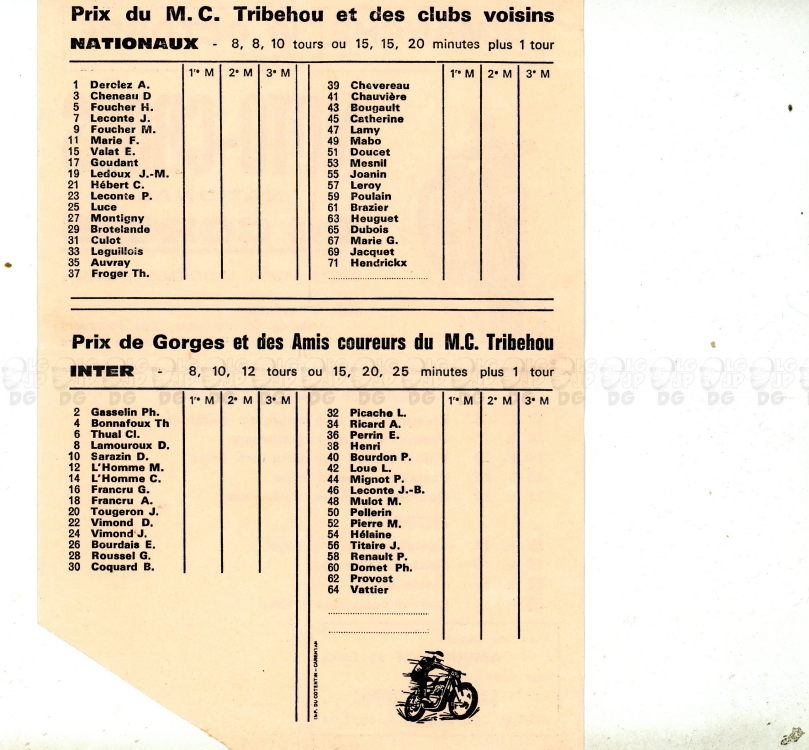 Prix du M.C. Tribehou et des clubs voisins
NATIONAUX - 8, 8, 10 tours ou 15, 15, 20 minutes plus 1 tour
1re M 2e M 3e M
1 Derclez A.
3 Cheneau D
5 Foucher H.
7 Leconte J.
9 Foucher M.
11 Marie F.
15 Valat E.
17 Goudant
19 Ledoux J.-M.
21 Hébert C.
23 Leconte P.
25 Luce
27 Montigny
29 Brotelande
31 Culot
33 Leguillois
35 Auvray
37 Froger Th.
1re M 2e M 3e M
39 Chevereau
41 Chauvière
43 Bougault
45 Catherine
47 Lamy
49 Mabo
51 Doucet
53 Mesnil
55 Joanin
57 Leroy
59 Poulain
61 Brazier
63 Heuguet
65 Dubois
67 Marie G.
69 Jacquet
71 Hendrickx
Prix de Gorges et des Amis coureurs du M.C. Tribehou
INTER - 8, 10, 12 tours ou 15, 20, 25 minutes plus 1 tour
1re M 2e M 3e M
2 Gasselin Ph.
4 Bonnafoux Th
6 Thual Cl.
8 Lamouroux D.
10 Sarazin D.
12 L'Homme M.
14 L'Homme C.
16 Francru G.
18 Francru A.
20 Tougeron J.
22 Vimond D.
24 Vimond J.
26 Bourdais E.
28 Roussel G.
30 Coquard B.
1re M 2e M 3e M
32 Picache L.
34 Ricard A.
36 Perrin E.
38 Henri
40 Bourdon P.
42 Loue L.
44 Mignot P.
46 Leconte J.-B.
48 Mulot M.
50 Pellerin
52 Pierre M.
54 Hélaine
56 Titaire J.
58 Renault P.
60 Domet Ph.
62 Provost
64 Vattier
IMP. DU COTENTIN - CARENTAN